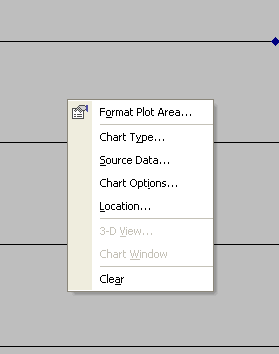 Format Plot Area...
Chart Type...
Source Data...
Chart Options...
Location...
3-D View...
Chart Window
Clear